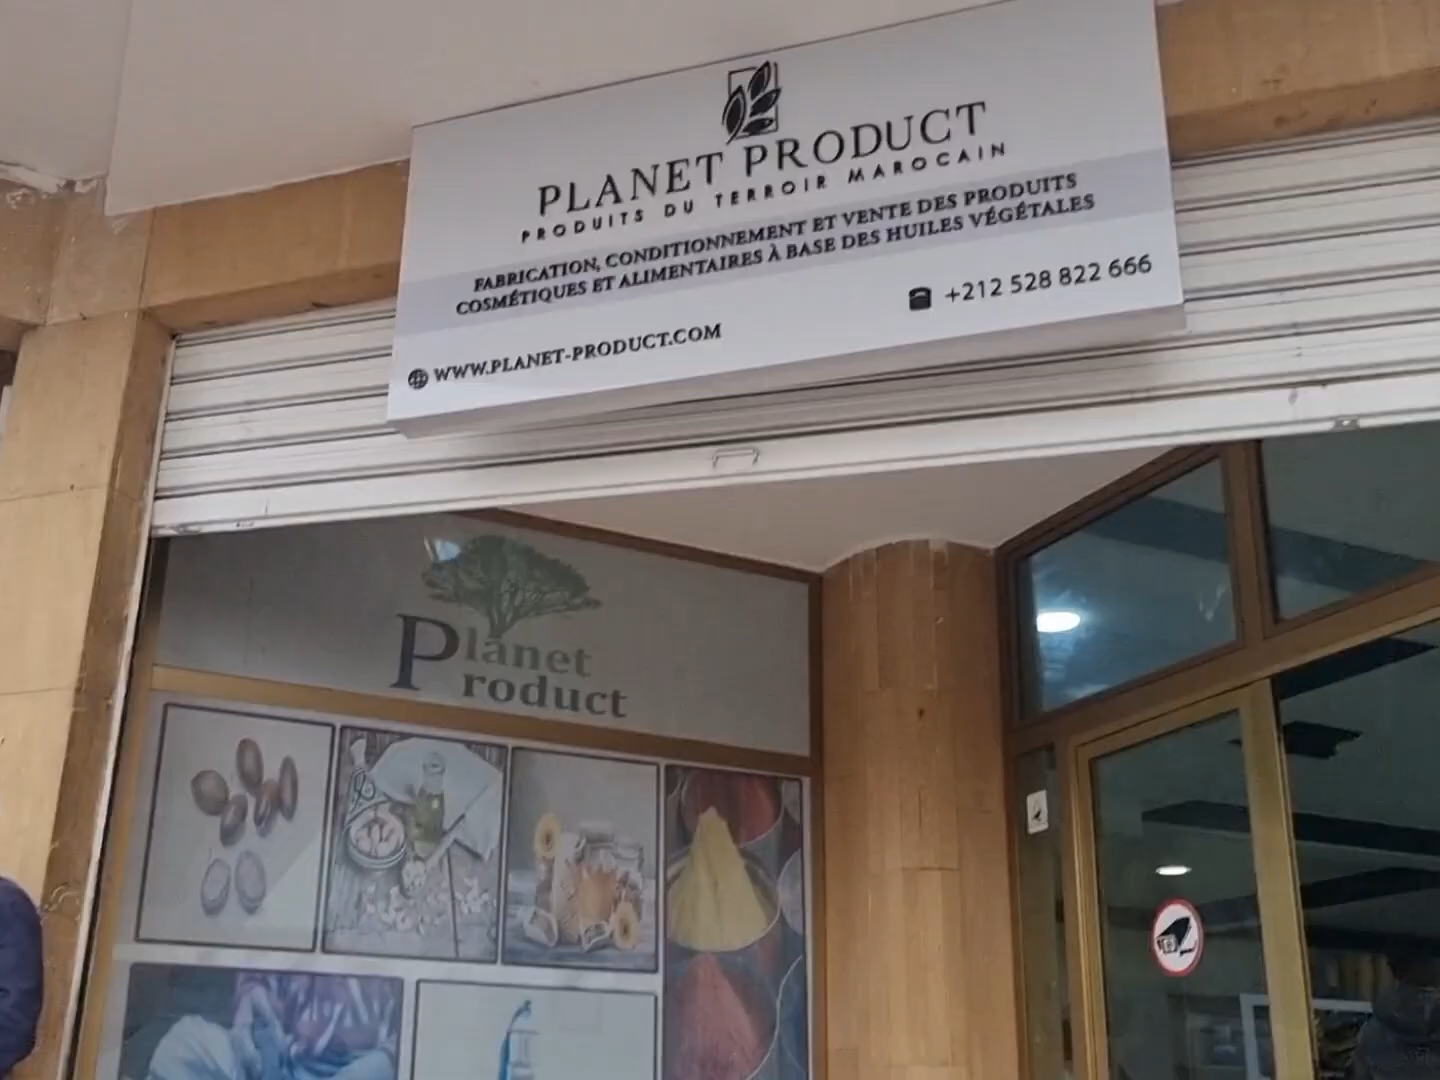 PLANET PRODUCT
PRODUITS DU TERROIR MAROCAIN
FABRICATION, CONDITIONNEMENT ET VENTE DES PRODUITS
COSMÉTIQUES ET ALIMENTAIRES À BASE DES HUILES VÉGÉTALES
+212 528 822 666
WWW.PLANET-PRODUCT.COM
Planet
Product